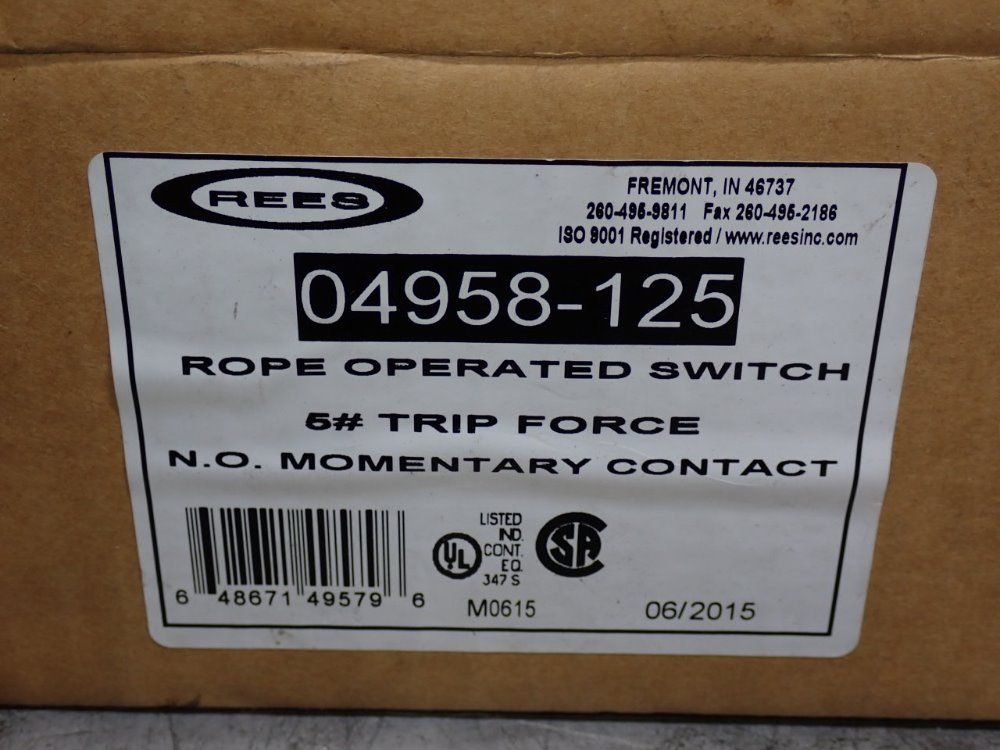 REES
FREMONT, IN 46737
260-495-9811 Fax 260-495-2186
ISO 9001 Registered / www.reesinc.com
04958-125
ROPE OPERATED SWITCH
5# TRIP FORCE
N.O. MOMENTARY CONTACT
6 48671 49579 6
UL
LISTED
IND.
CONT.
EQ.
347 S
CSA
M0615
06/2015